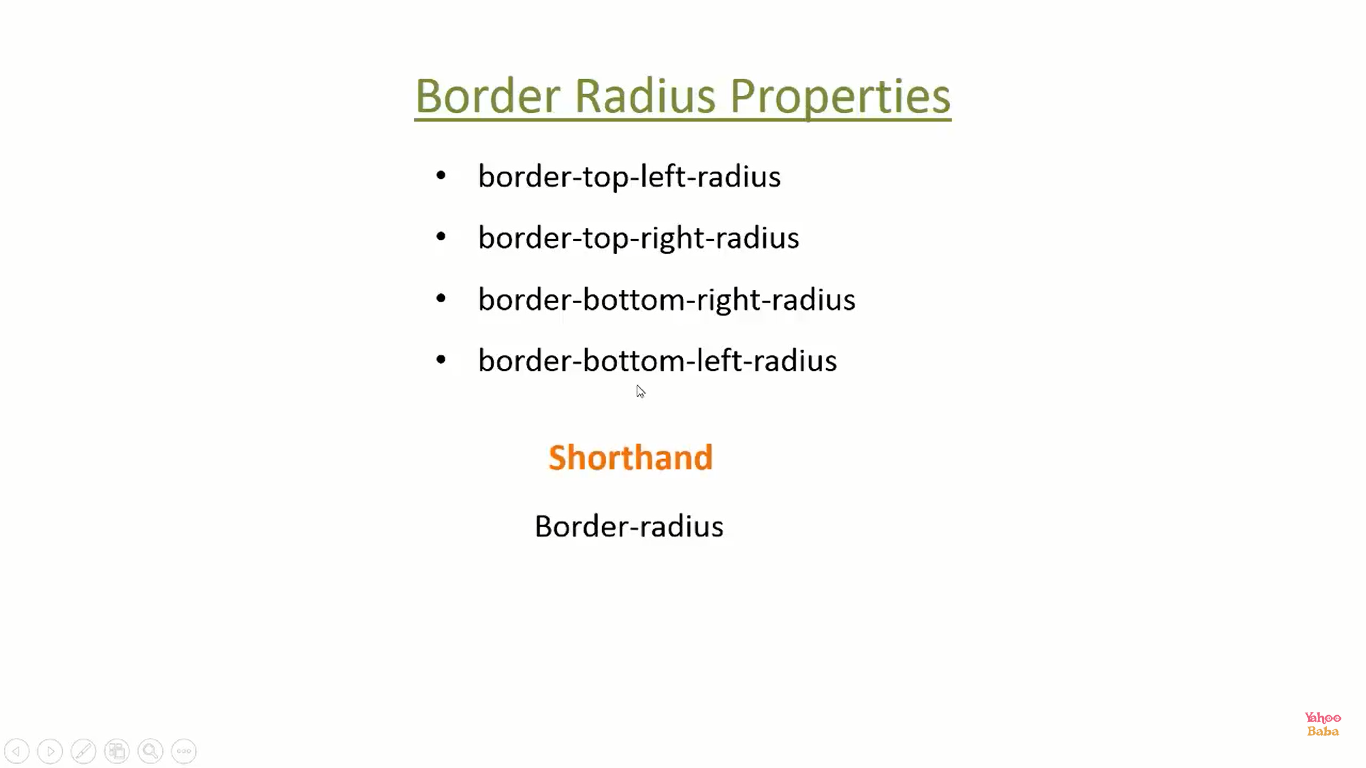 Border Radius Properties
• border-top-left-radius
• border-top-right-radius
• border-bottom-right-radius
• border-bottom-left-radius
Shorthand
Border-radius
Yahoo
Baba